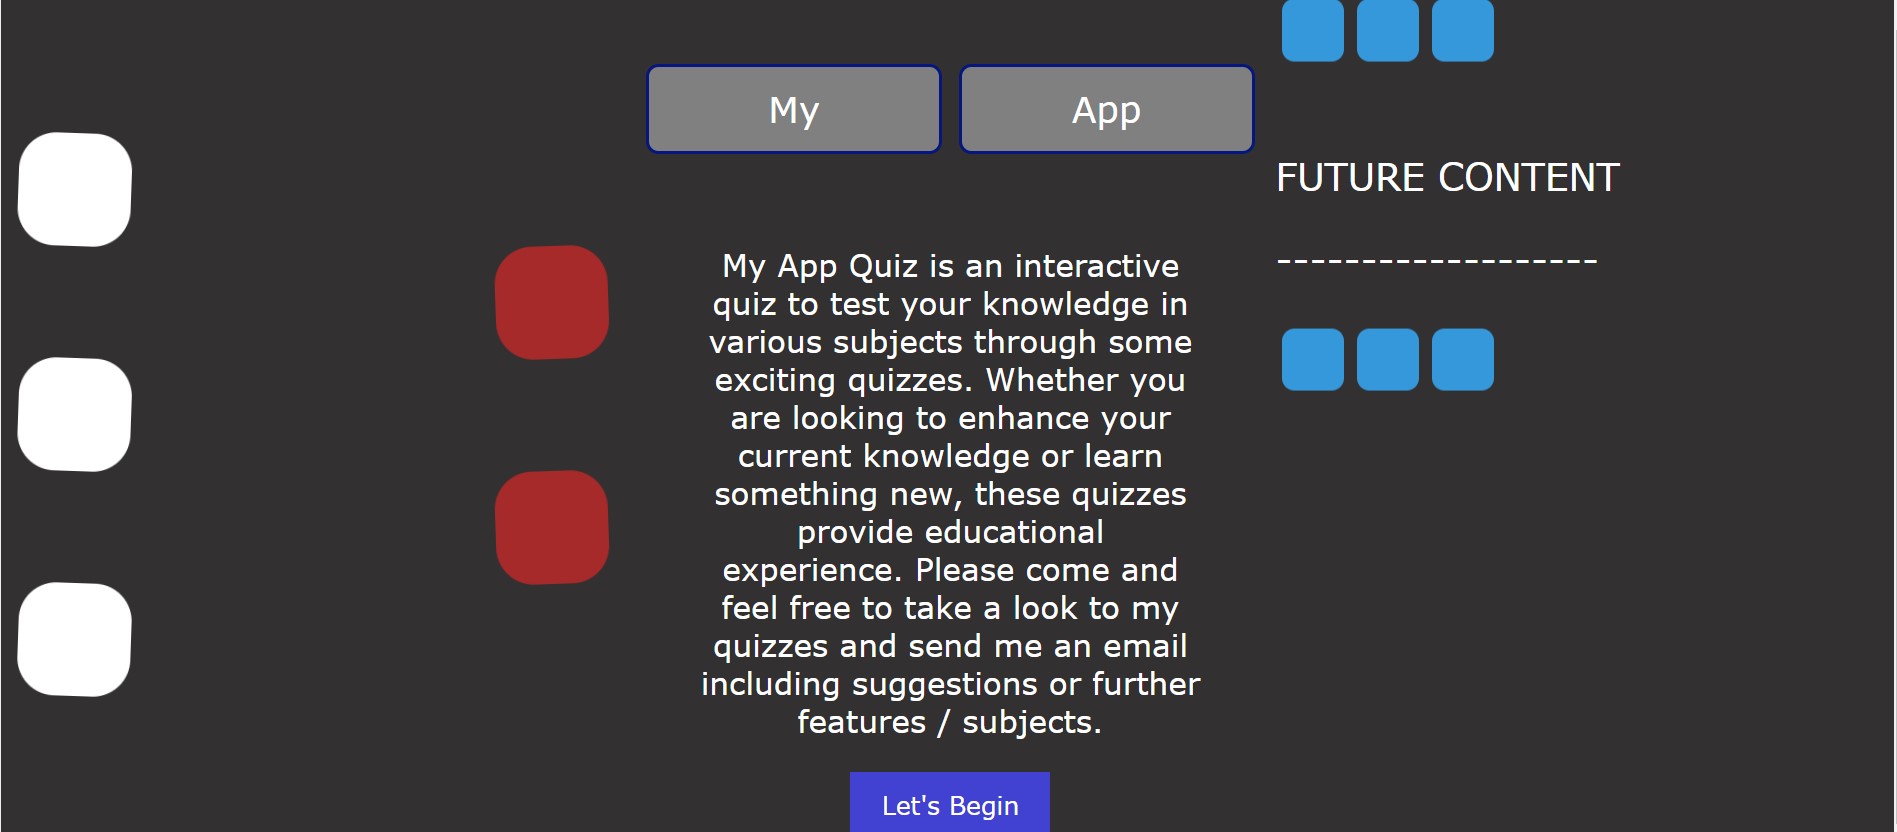 My
App
FUTURE CONTENT
-------------------
My App Quiz is an interactive
quiz to test your knowledge in
various subjects through some
exciting quizzes. Whether you
are looking to enhance your
current knowledge or learn
something new, these quizzes
provide educational
experience. Please come and
feel free to take a look to my
quizzes and send me an email
including suggestions or further
features / subjects.
Let's Begin